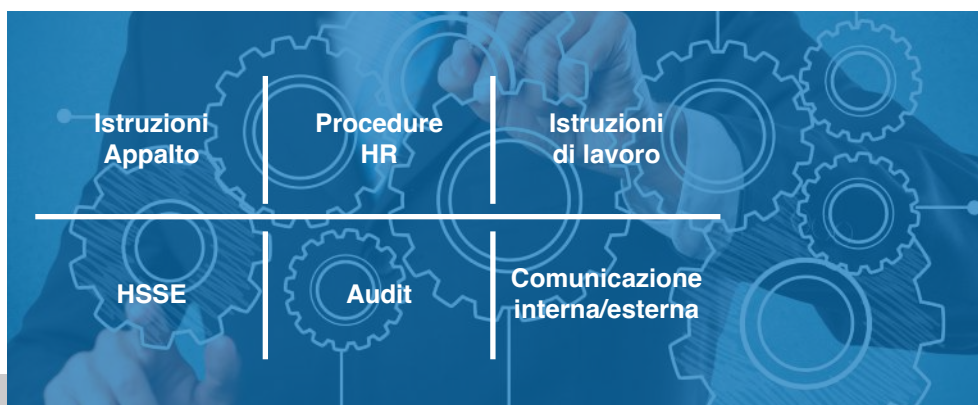 Istruzioni
Appalto
Procedure
HR
Istruzioni
di lavoro
HSSE
Audit
Comunicazione
interna/esterna